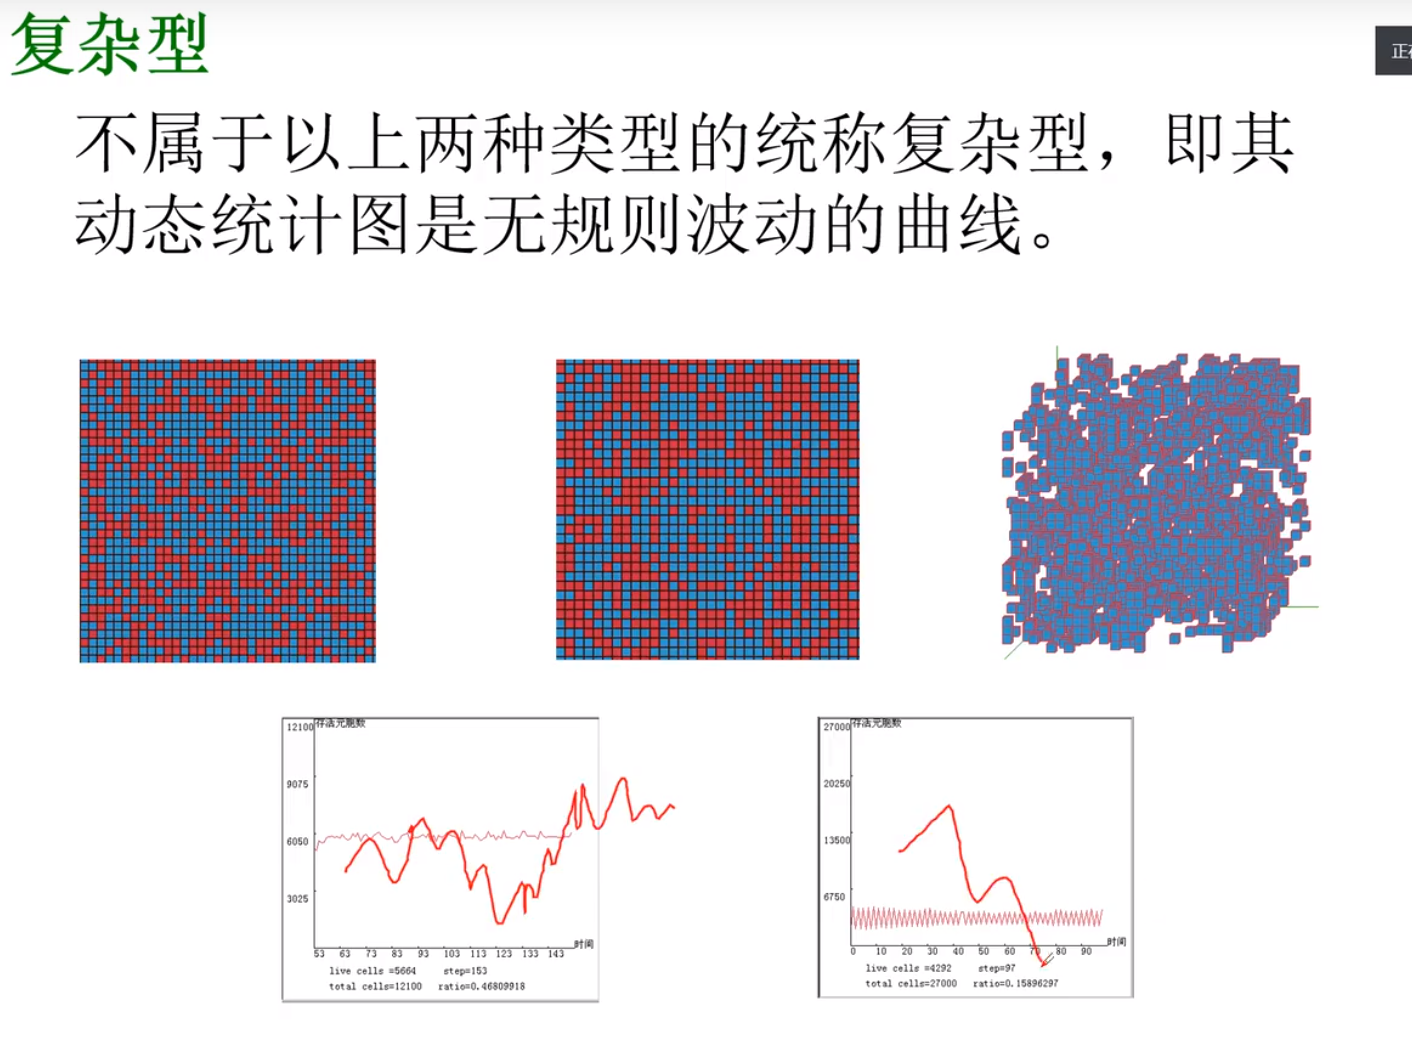 复杂型
不属于以上两种类型的统称复杂型，即其
动态统计图是无规则波动的曲线。
12100 存活元胞数
9075
6050
3025
时间
53 63 73 83 93 103 113 123 133 143
live cells =5664 step=153
total cells=12100 ratio=0.46809918
27000 存活元胞数
20250
13500
6750
时间
0 10 20 30 40 50 60 70 80 90
live cells =4292 step=97
total cells=27000 ratio=0.15896297